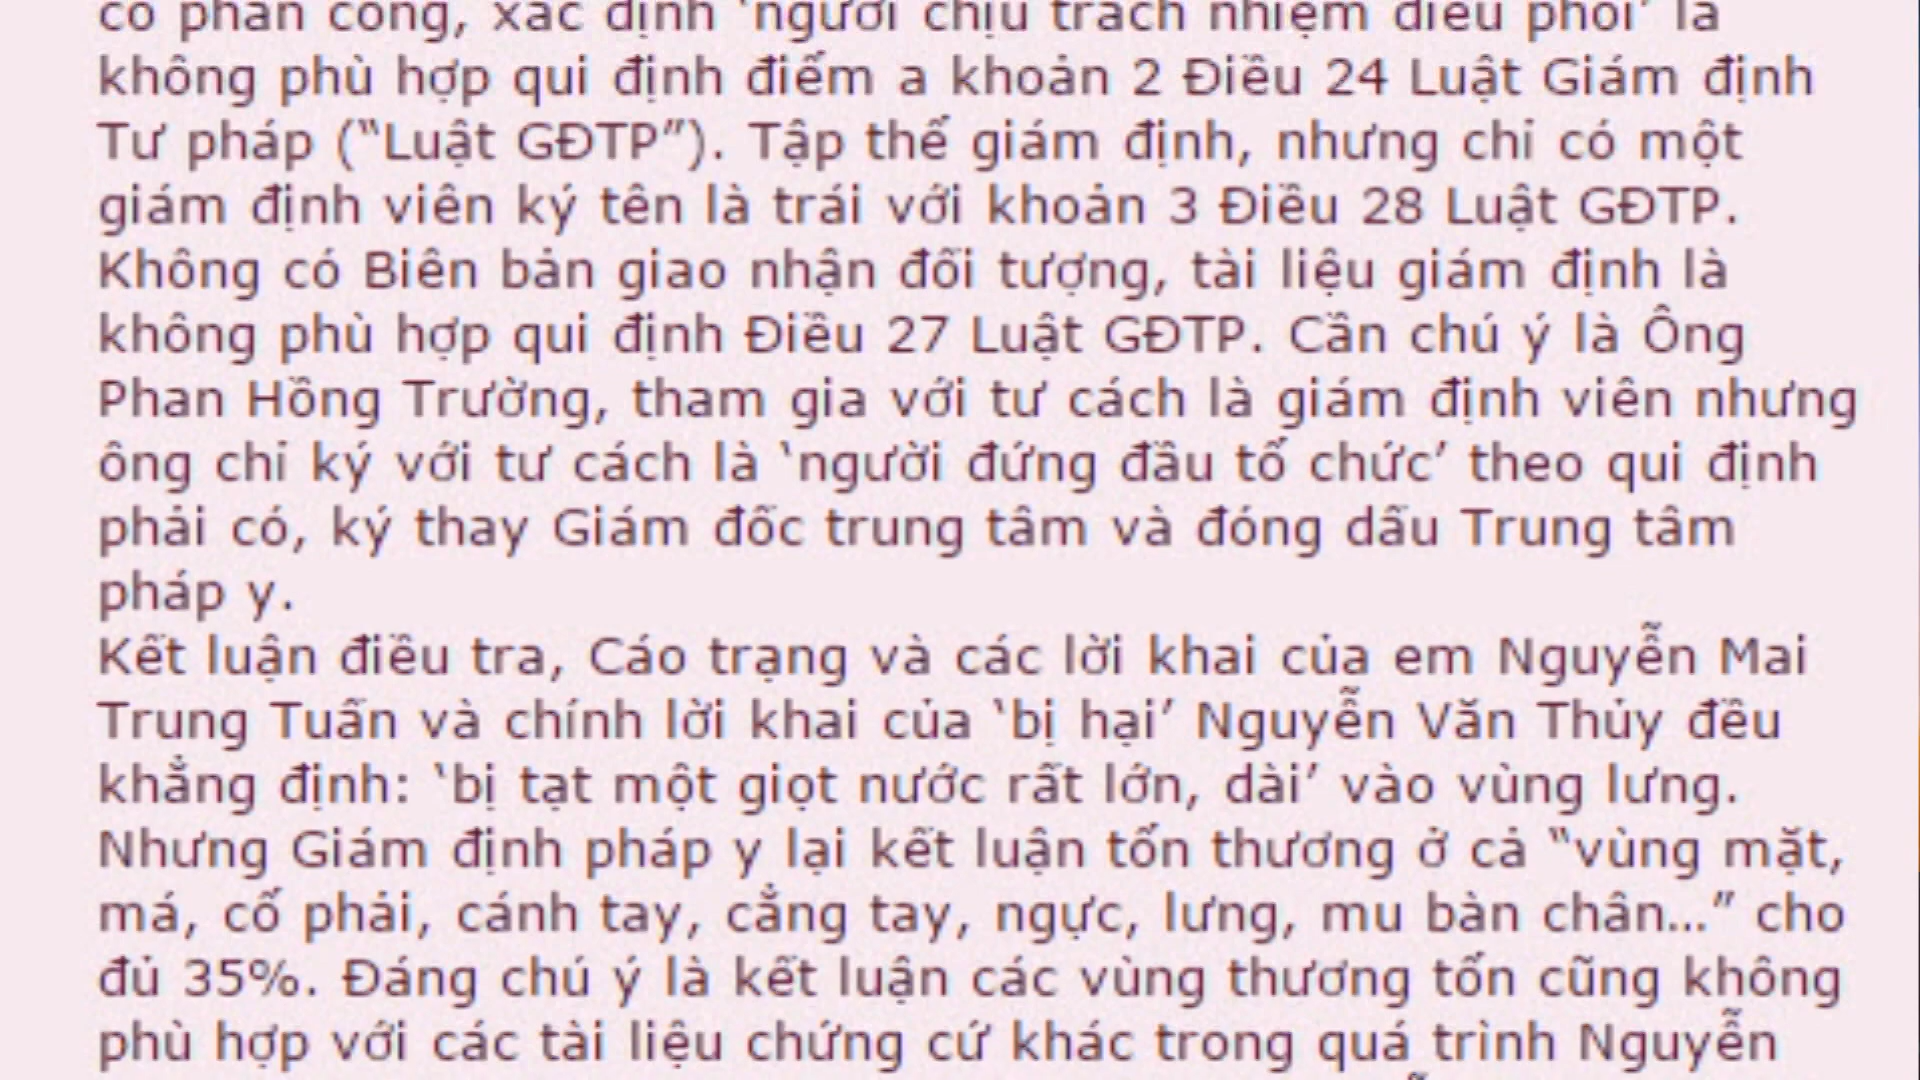 có phân công, xác định ‘người chịu trách nhiệm điều phối’ là
không phù hợp qui định điểm a khoản 2 Điều 24 Luật Giám định
Tư pháp (“Luật GĐTP”). Tập thể giám định, nhưng chỉ có một
giám định viên ký tên là trái với khoản 3 Điều 28 Luật GĐTP.
Không có Biên bản giao nhận đối tượng, tài liệu giám định là
không phù hợp qui định Điều 27 Luật GĐTP. Cần chú ý là Ông
Phan Hồng Trường, tham gia với tư cách là giám định viên nhưng
ông chỉ ký với tư cách là ‘người đứng đầu tổ chức’ theo qui định
phải có, ký thay Giám đốc trung tâm và đóng dấu Trung tâm
pháp y.
Kết luận điều tra, Cáo trạng và các lời khai của em Nguyễn Mai
Trung Tuấn và chính lời khai của ‘bị hại’ Nguyễn Văn Thủy đều
khẳng định: ‘bị tạt một giọt nước rất lớn, dài’ vào vùng lưng.
Nhưng Giám định pháp y lại kết luận tổn thương ở cả “vùng mặt,
má, cổ phải, cánh tay, cẳng tay, ngực, lưng, mu bàn chân...” cho
đủ 35%. Đáng chú ý là kết luận các vùng thương tổn cũng không
phù hợp với các tài liệu chứng cứ khác trong quá trình Nguyễn